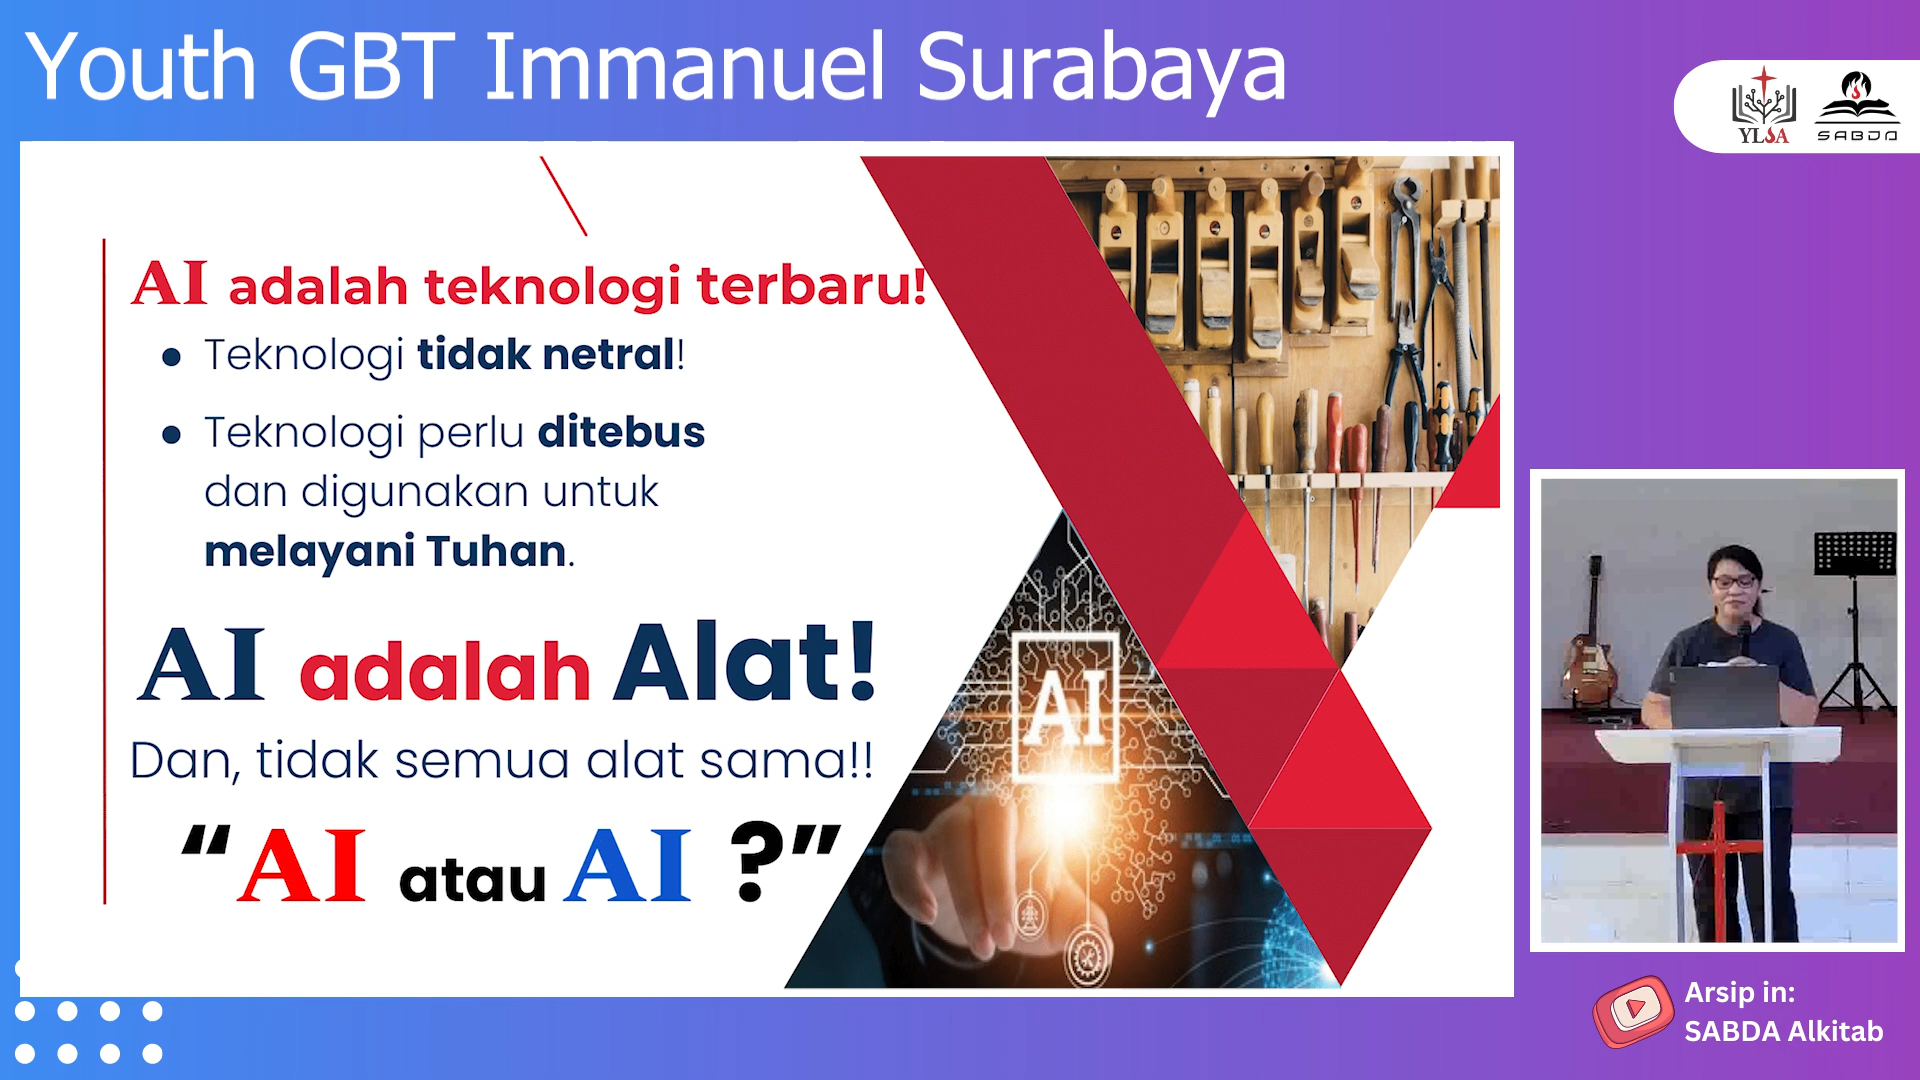 Youth GBT Immanuel Surabaya
YLSA
SABDA
AI adalah teknologi terbaru!
● Teknologi tidak netral!
● Teknologi perlu ditebus
dan digunakan untuk
melayani Tuhan.
AI adalah Alat!
Dan, tidak semua alat sama!!
“AI atau AI ?”
AI
Arsip in:
SABDA Alkitab